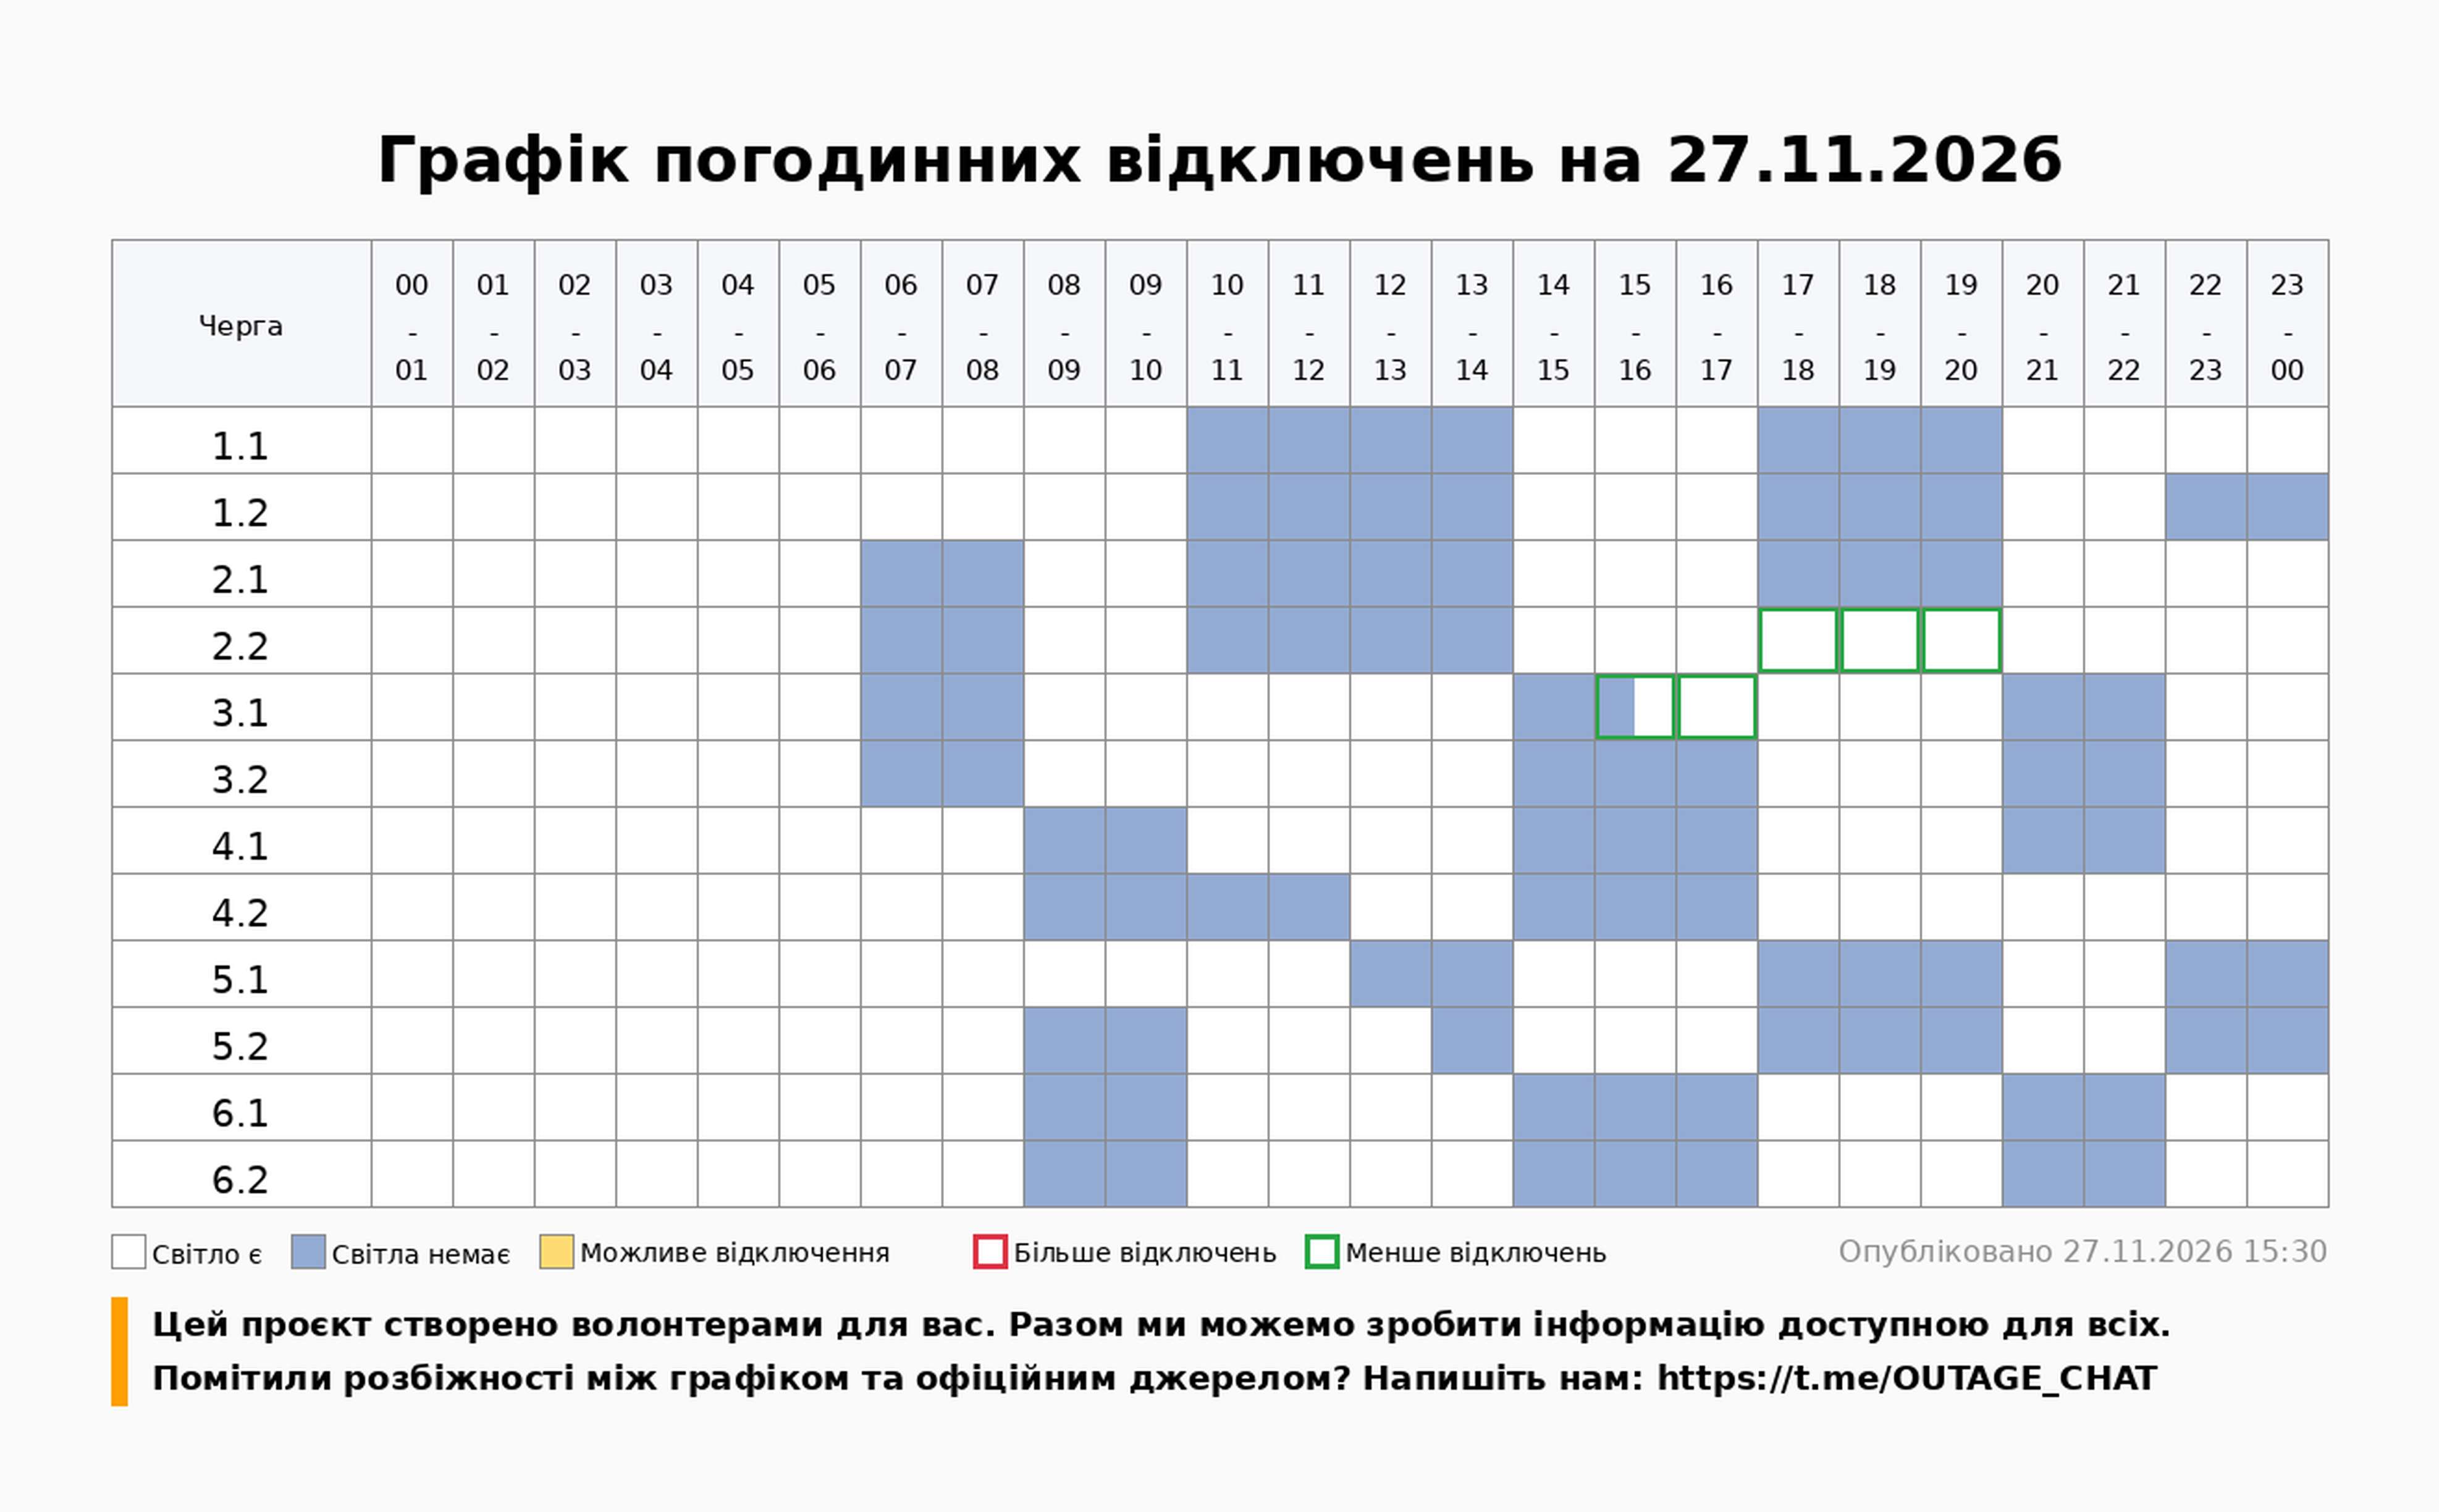 Графік погодинних відключень на 27.11.2026
Черга 00 - 01 01 - 02 02 - 03 03 - 04 04 - 05 05 - 06 06 - 07 07 - 08 08 - 09 09 - 10 10 - 11 11 - 12 12 - 13 13 - 14 14 - 15 15 - 16 16 - 17 17 - 18 18 - 19 19 - 20 20 - 21 21 - 22 22 - 23 23 - 00
1.1
1.2
2.1
2.2
3.1
3.2
4.1
4.2
5.1
5.2
6.1
6.2
Світло є Світла немає Можливе відключення Більше відключень Менше відключень Опубліковано 27.11.2026 15:30
Цей проєкт створено волонтерами для вас. Разом ми можемо зробити інформацію доступною для всіх.
Помітили розбіжності між графіком та офіційним джерелом? Напишіть нам: https://t.me/OUTAGE_CHAT